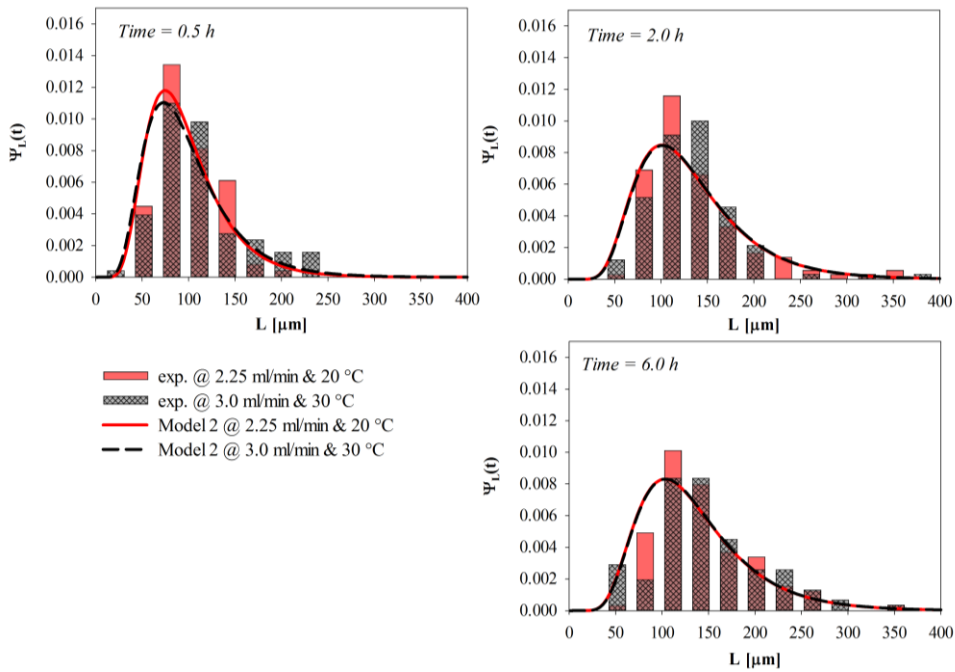 Time = 0.5 h
0.016
0.014
0.012
0.010
0.008
0.006
0.004
0.002
0.000
Ψ_L(t)
0 50 100 150 200 250 300 350 400
L [µm]
Time = 2.0 h
0.016
0.014
0.012
0.010
0.008
0.006
0.004
0.002
0.000
Ψ_L(t)
0 50 100 150 200 250 300 350 400
L [µm]
exp. @ 2.25 ml/min & 20 °C
exp. @ 3.0 ml/min & 30 °C
Model 2 @ 2.25 ml/min & 20 °C
Model 2 @ 3.0 ml/min & 30 °C
Time = 6.0 h
0.016
0.014
0.012
0.010
0.008
0.006
0.004
0.002
0.000
Ψ_L(t)
0 50 100 150 200 250 300 350 400
L [µm]